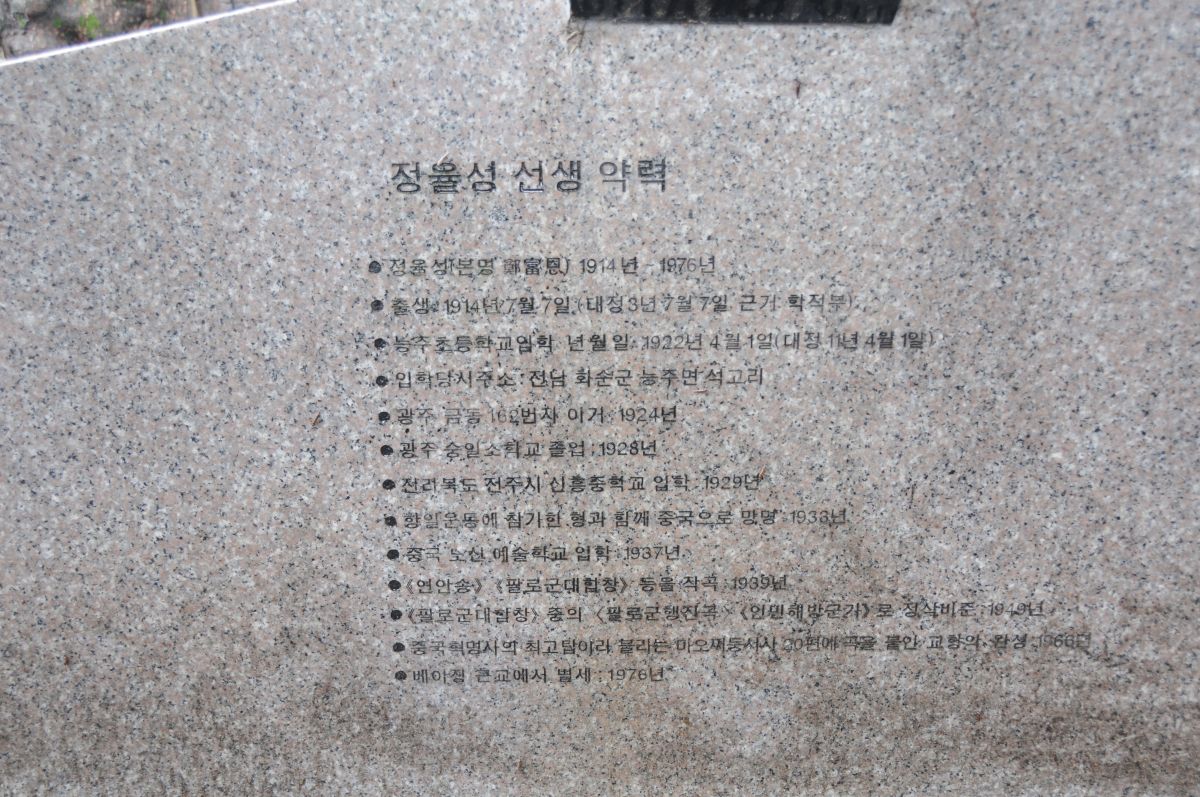 정율성 선생 약력
● 정율성(본명 鄭富恩) 1914년 - 1976년
● 출생: 1914년 7월 7일 (대정 3년 7월 7일 근거 학적부)
● 능주초등학교입학 년월일: 1922년 4월 1일(대정 11년 4월 1일)
● 입학당시주소: 전남 화순군 능주면 석고리
● 광주 금동 162번지 이거: 1924년
● 광주 숭일소학교 졸업: 1928년
● 전라북도 전주시 신흥중학교 입학: 1929년
● 항일운동에 참가한 형과 함께 중국으로 망명: 1933년
● 중국 노신 예술학교 입학: 1937년
● 《연안송》 《팔로군대합창》 등을 작곡: 1939년
● 《팔로군대합창》 중의 〈팔로군행진곡〉 《인민해방군가》로 정식비준: 1949년
● 중국혁명사의 최고탑이라 불리는 마오쩌둥시사 20편에 곡을 붙인 교향의 완성: 1966년
● 베이징 근교에서 별세: 1976년